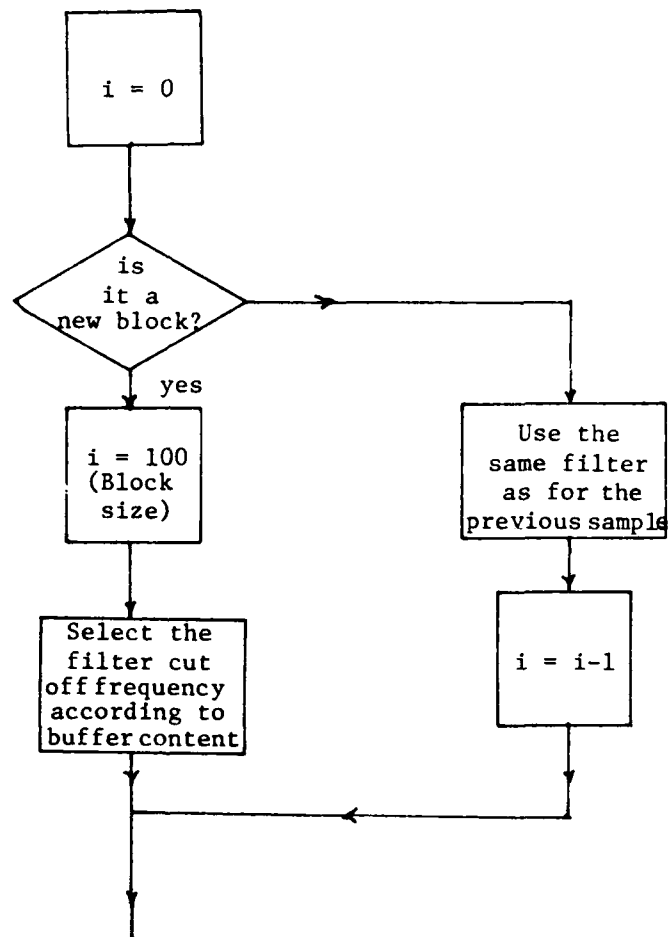 i = 0
is
it a
new block?
yes
i = 100
(Block
size)
Select the
filter cut
off frequency
according to
buffer content
Use the
same filter
as for the
previous sample
i = i-1